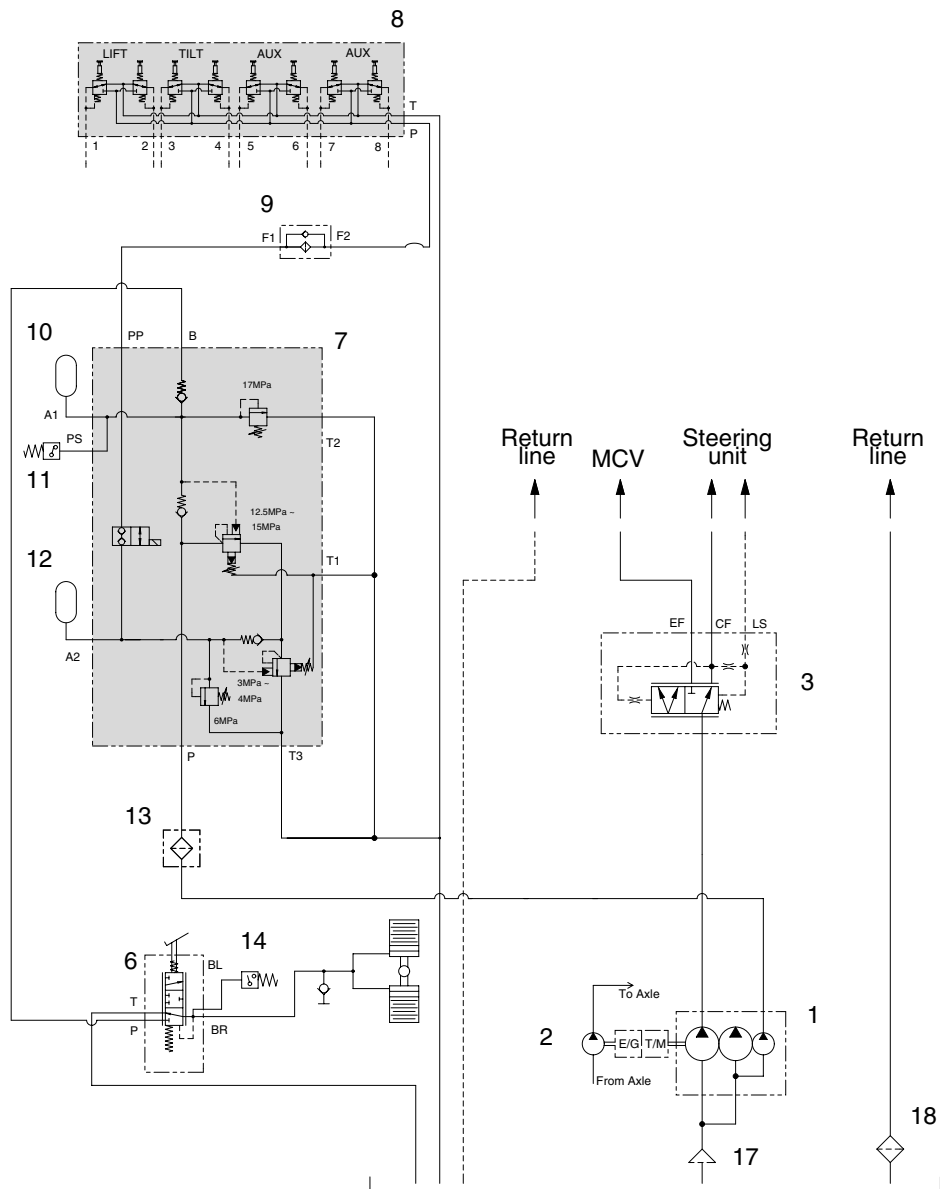 8
LIFT TILT AUX AUX
T
P
1 2 3 4 5 6 7 8
9
F1 F2
10 PP B 7
17MPa
A1
PS T2
11
Return line
MCV
Steering unit
Return line
12.5MPa ~
15MPa
12 T1
EF CF LS
A2
3MPa ~
4MPa
3
6MPa
P T3
13
6 BL 14
To Axle
T
P BR
2 E/G T/M 1
From Axle
18
17